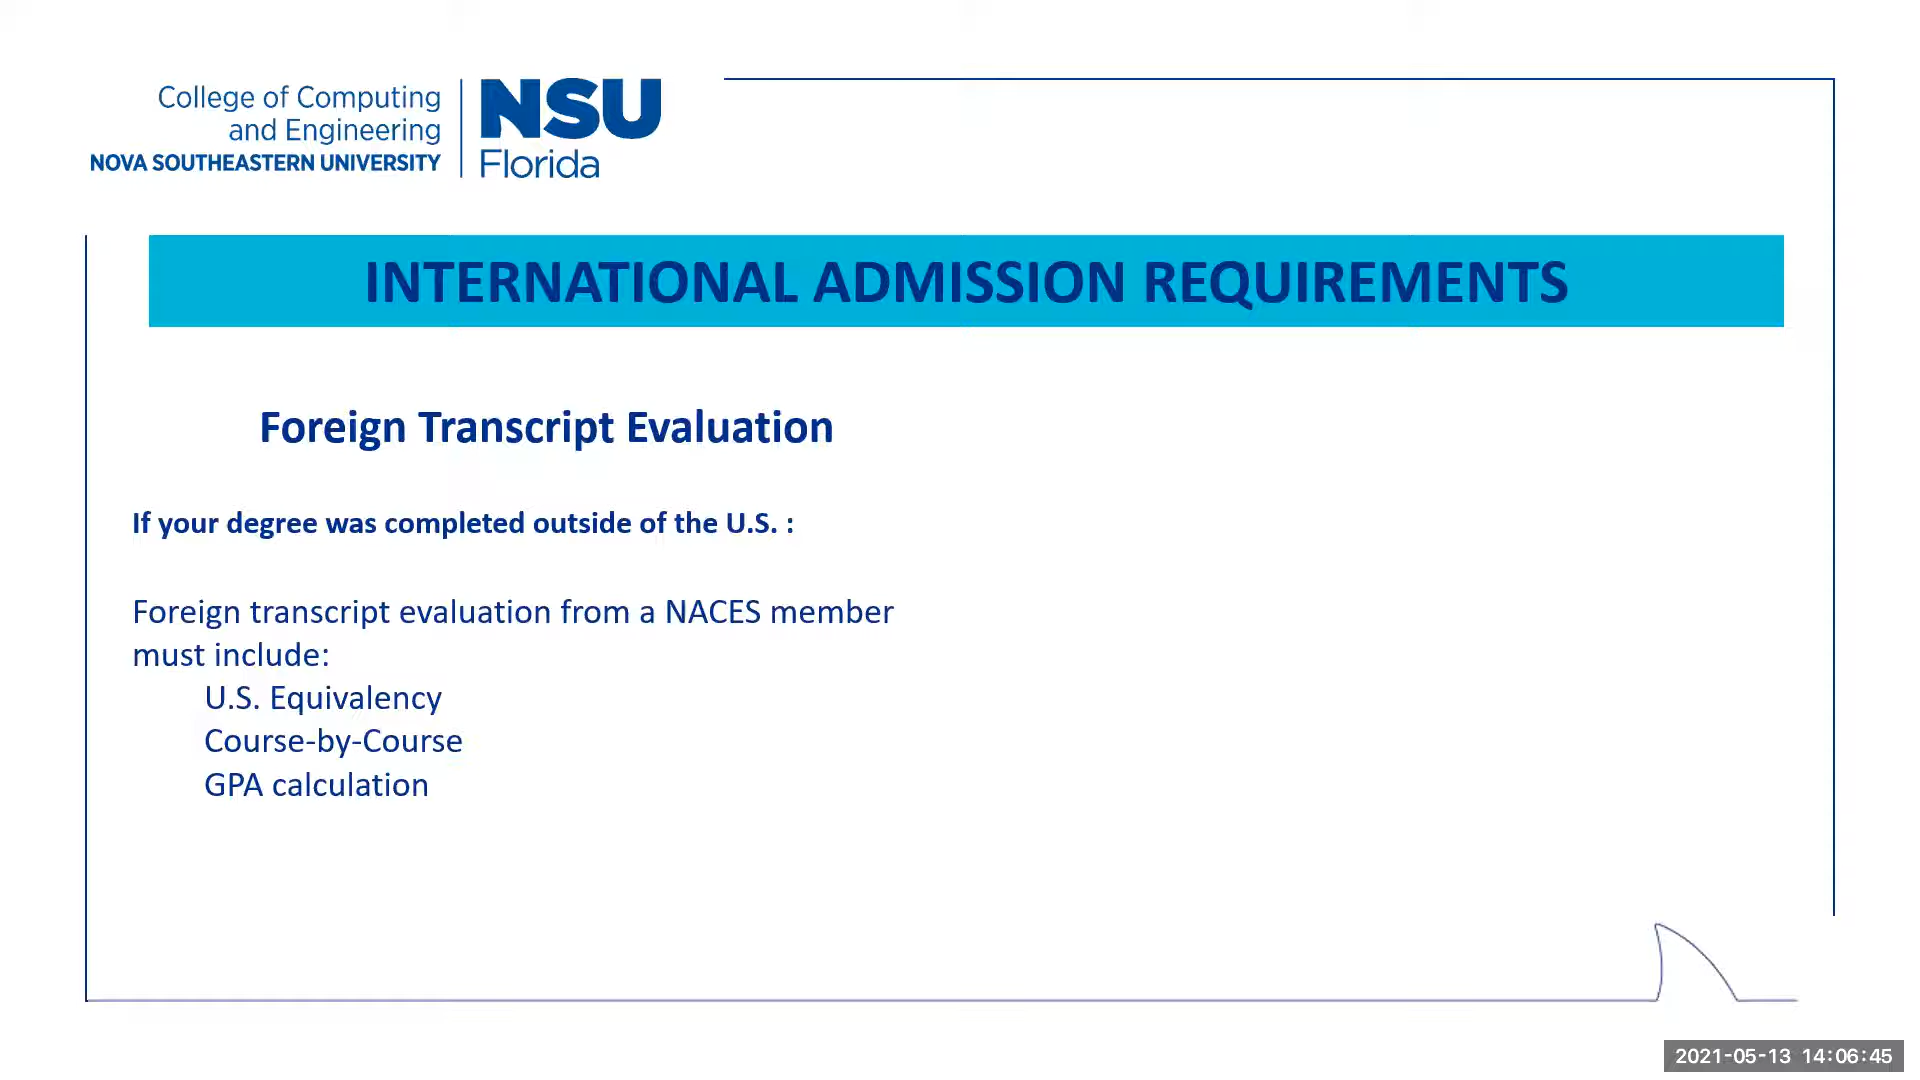 College of Computing
and Engineering
NOVA SOUTHEASTERN UNIVERSITY
NSU
Florida
INTERNATIONAL ADMISSION REQUIREMENTS
Foreign Transcript Evaluation
If your degree was completed outside of the U.S. :
Foreign transcript evaluation from a NACES member
must include:
U.S. Equivalency
Course-by-Course
GPA calculation
2021-05-13 14:06:45